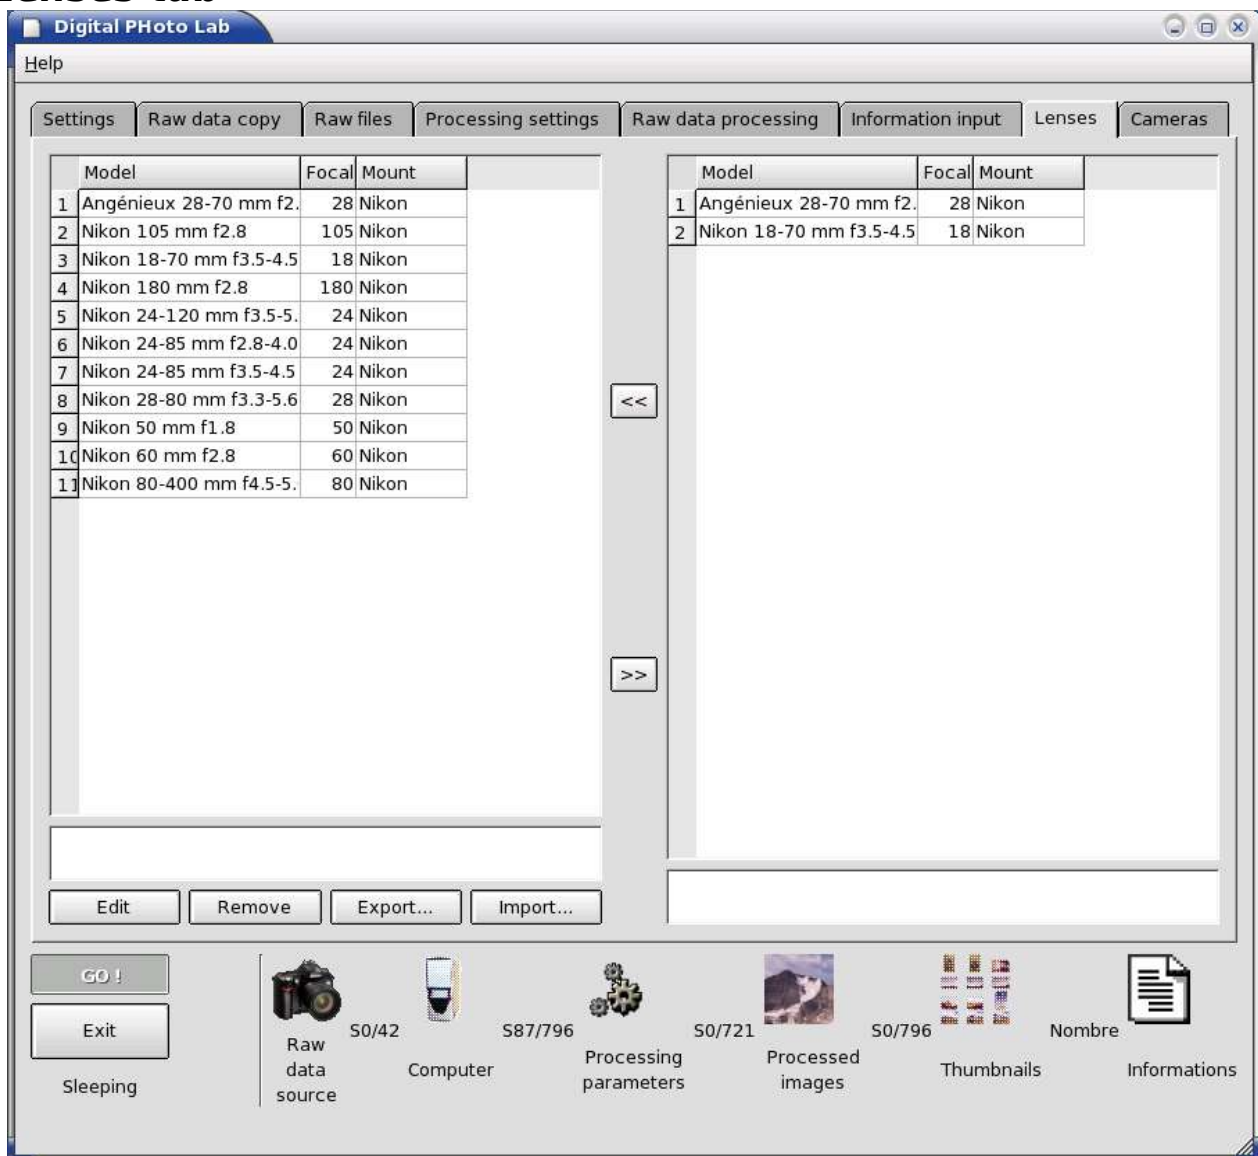 Digital PHoto Lab
Help
Settings Raw data copy Raw files Processing settings Raw data processing Information input Lenses Cameras
Model Focal Mount
1 Angénieux 28-70 mm f2. 28 Nikon
2 Nikon 105 mm f2.8 105 Nikon
3 Nikon 18-70 mm f3.5-4.5 18 Nikon
4 Nikon 180 mm f2.8 180 Nikon
5 Nikon 24-120 mm f3.5-5. 24 Nikon
6 Nikon 24-85 mm f2.8-4.0 24 Nikon
7 Nikon 24-85 mm f3.5-4.5 24 Nikon
8 Nikon 28-80 mm f3.3-5.6 28 Nikon
9 Nikon 50 mm f1.8 50 Nikon
10 Nikon 60 mm f2.8 60 Nikon
11 Nikon 80-400 mm f4.5-5. 80 Nikon
<<
>>
Model Focal Mount
1 Angénieux 28-70 mm f2. 28 Nikon
2 Nikon 18-70 mm f3.5-4.5 18 Nikon
Edit Remove Export... Import...
GO !
Exit
Sleeping
Raw
data
source
S0/42
Computer
S87/796
Processing
parameters
S0/721
Processed
images
S0/796
Thumbnails
Nombre
Informations